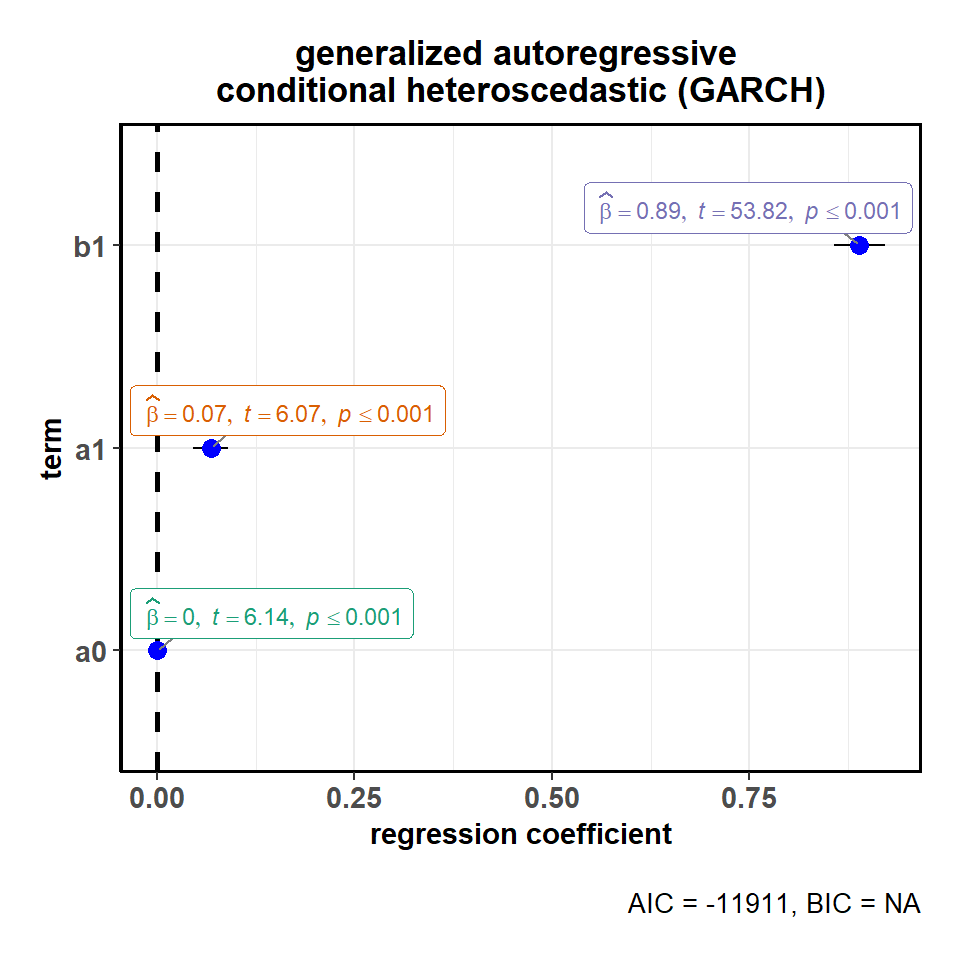 generalized autoregressive
conditional heteroscedastic (GARCH)
b1
β̂ = 0.89, t = 53.82, p ≤ 0.001
term
a1
β̂ = 0.07, t = 6.07, p ≤ 0.001
a0
β̂ = 0, t = 6.14, p ≤ 0.001
0.00 0.25 0.50 0.75
regression coefficient
AIC = -11911, BIC = NA